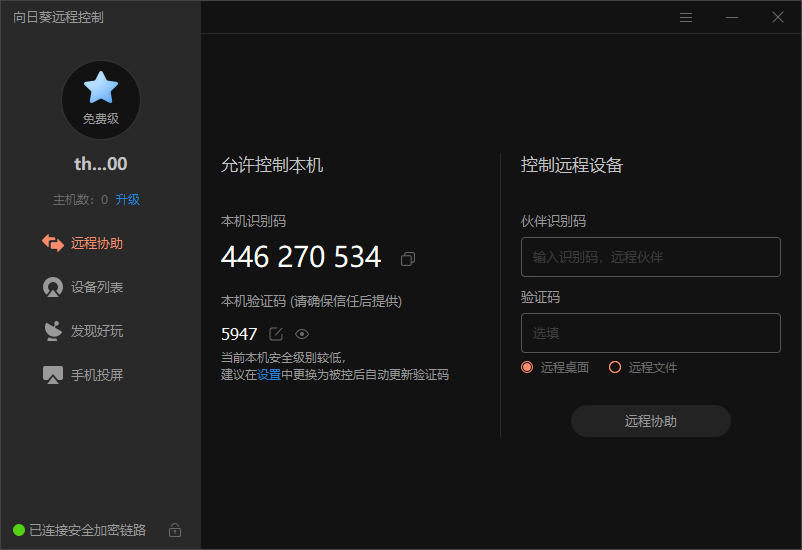 向日葵远程控制
免费级
th...00
主机数：0 升级
远程协助
设备列表
发现好玩
手机投屏
已连接安全加密链路
允许控制本机
本机识别码
446 270 534
本机验证码 (请确保信任后提供)
5947
当前本机安全级别较低，
建议在设置中更换为被控后自动更新验证码
控制远程设备
伙伴识别码
输入识别码，远程伙伴
验证码
选填
远程桌面 远程文件
远程协助